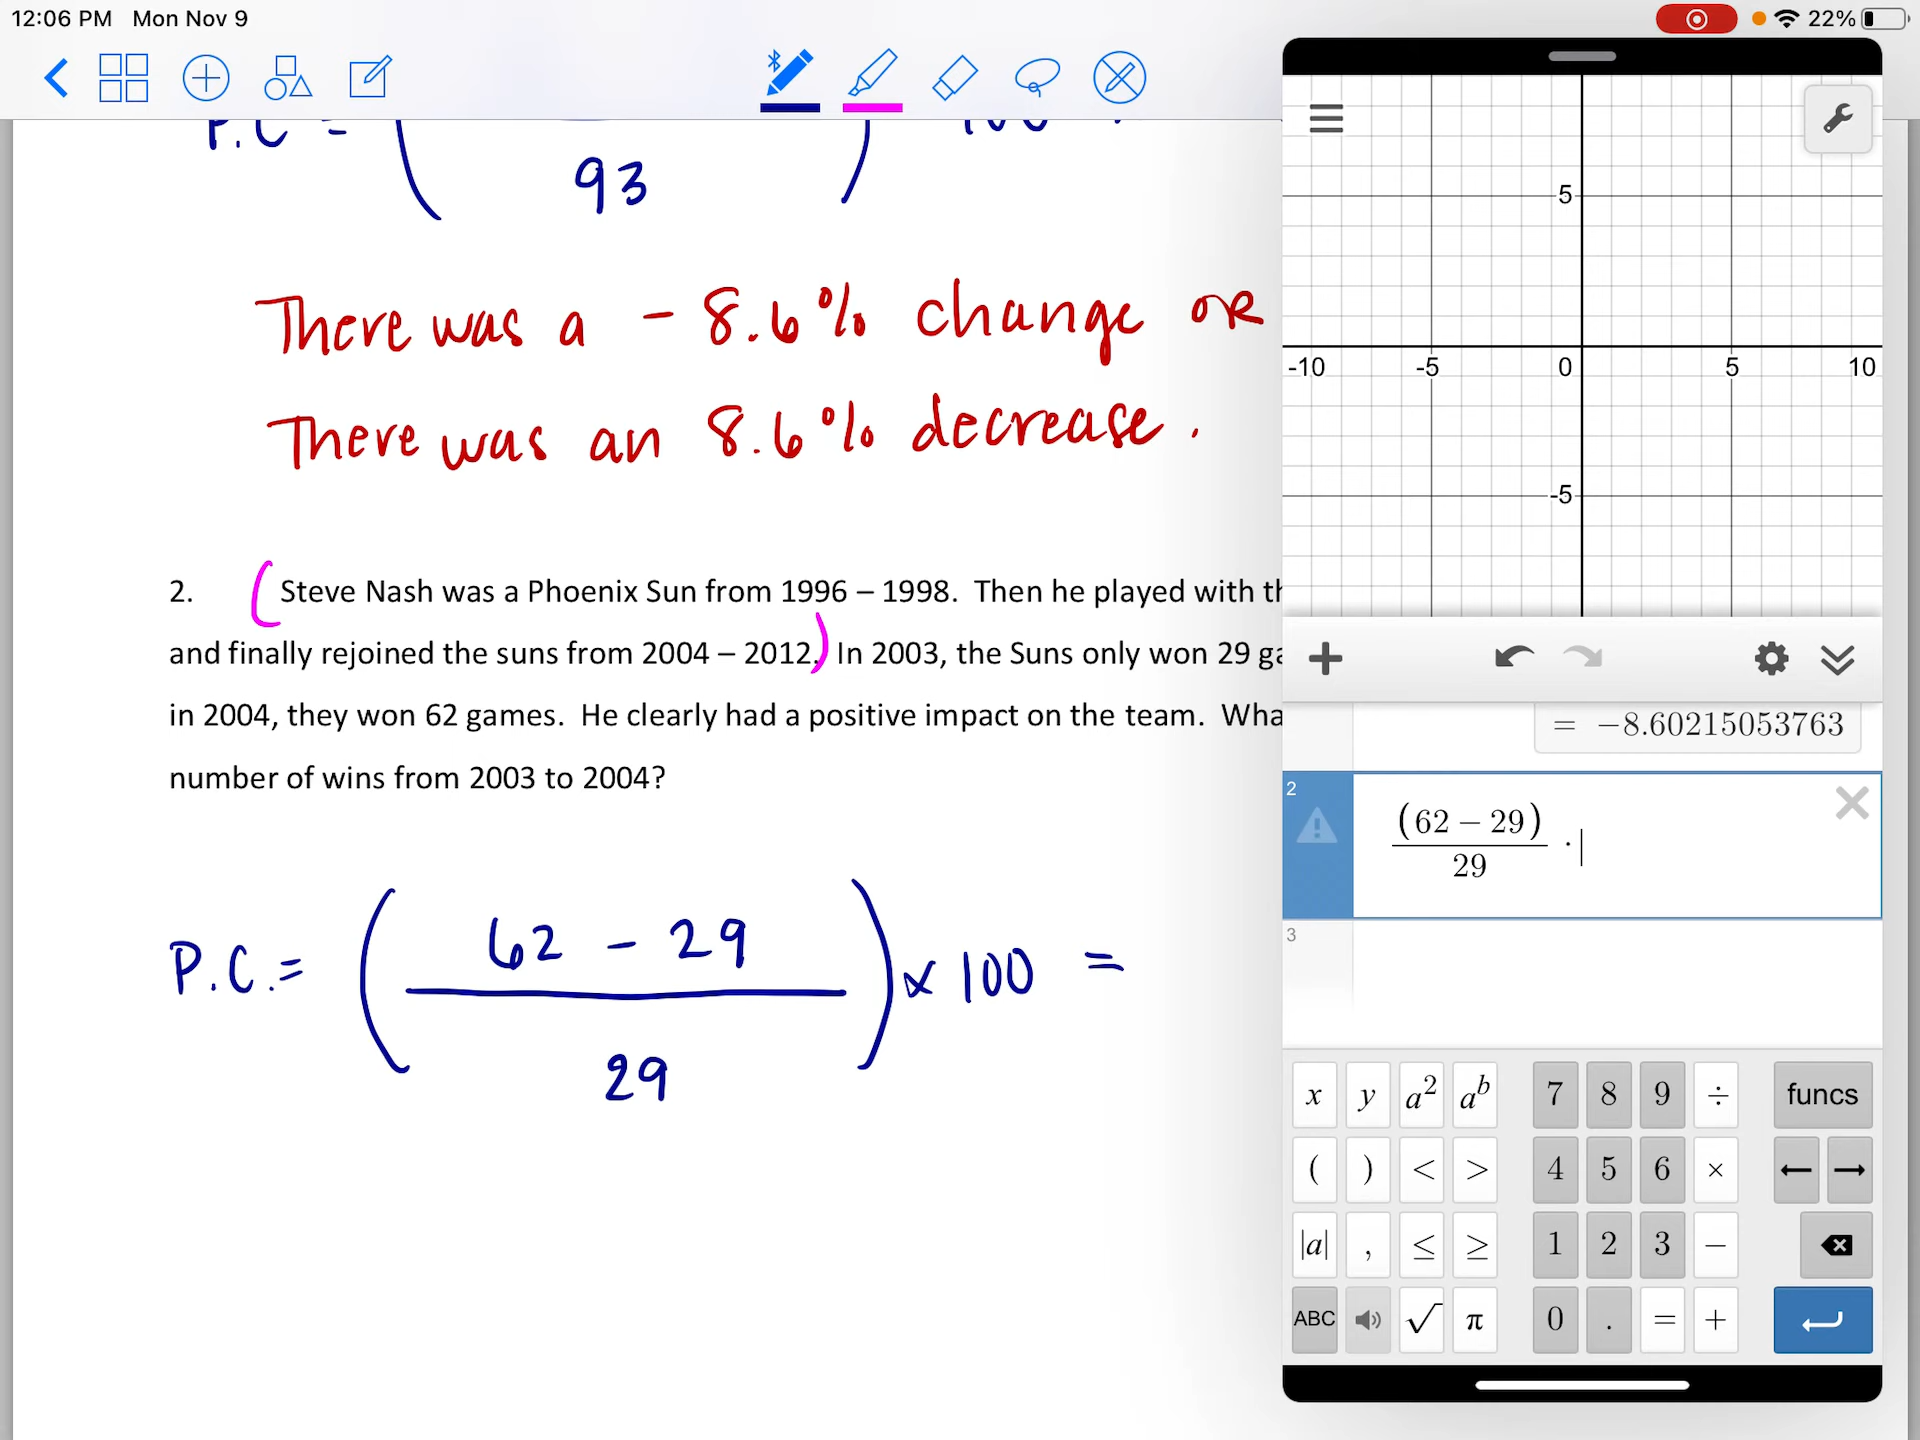 12:06 PM Mon Nov 9
22%
P.C =
100
93
There was a - 8.6% change OR
There was an 8.6% decrease.
2. (Steve Nash was a Phoenix Sun from 1996 – 1998. Then he played with th
and finally rejoined the suns from 2004 – 2012.) In 2003, the Suns only won 29 ga
in 2004, they won 62 games. He clearly had a positive impact on the team. Wha
number of wins from 2003 to 2004?
P.C. = ( 62 - 29 ) x 100 =
29
5
-10 -5 0 5 10
-5
= −8.60215053763
2
(62 − 29)
29
·
3
x y a² aᵇ 7 8 9 ÷ funcs
( ) < > 4 5 6 × ← →
|a| , ≤ ≥ 1 2 3 −
ABC √ π 0 . = +